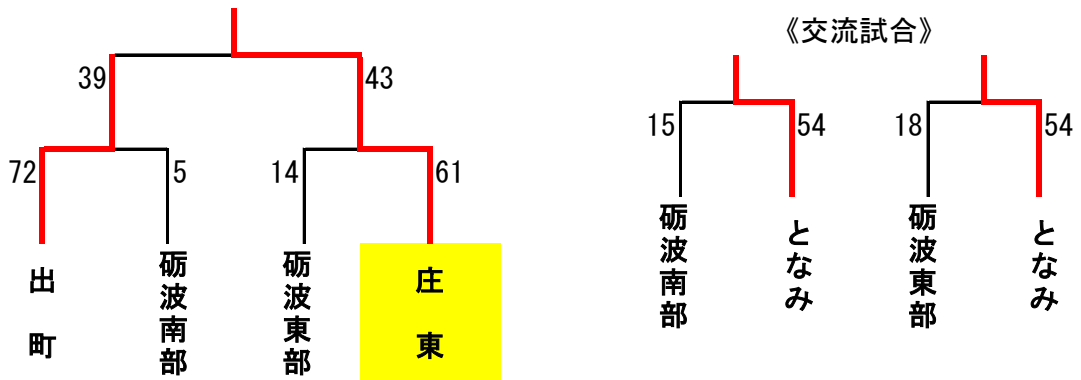 《交流試合》
39 43
72 5 14 61
出町
砺波南部
砺波東部
庄東
15 54 18 54
砺波南部
となみ
砺波東部
となみ